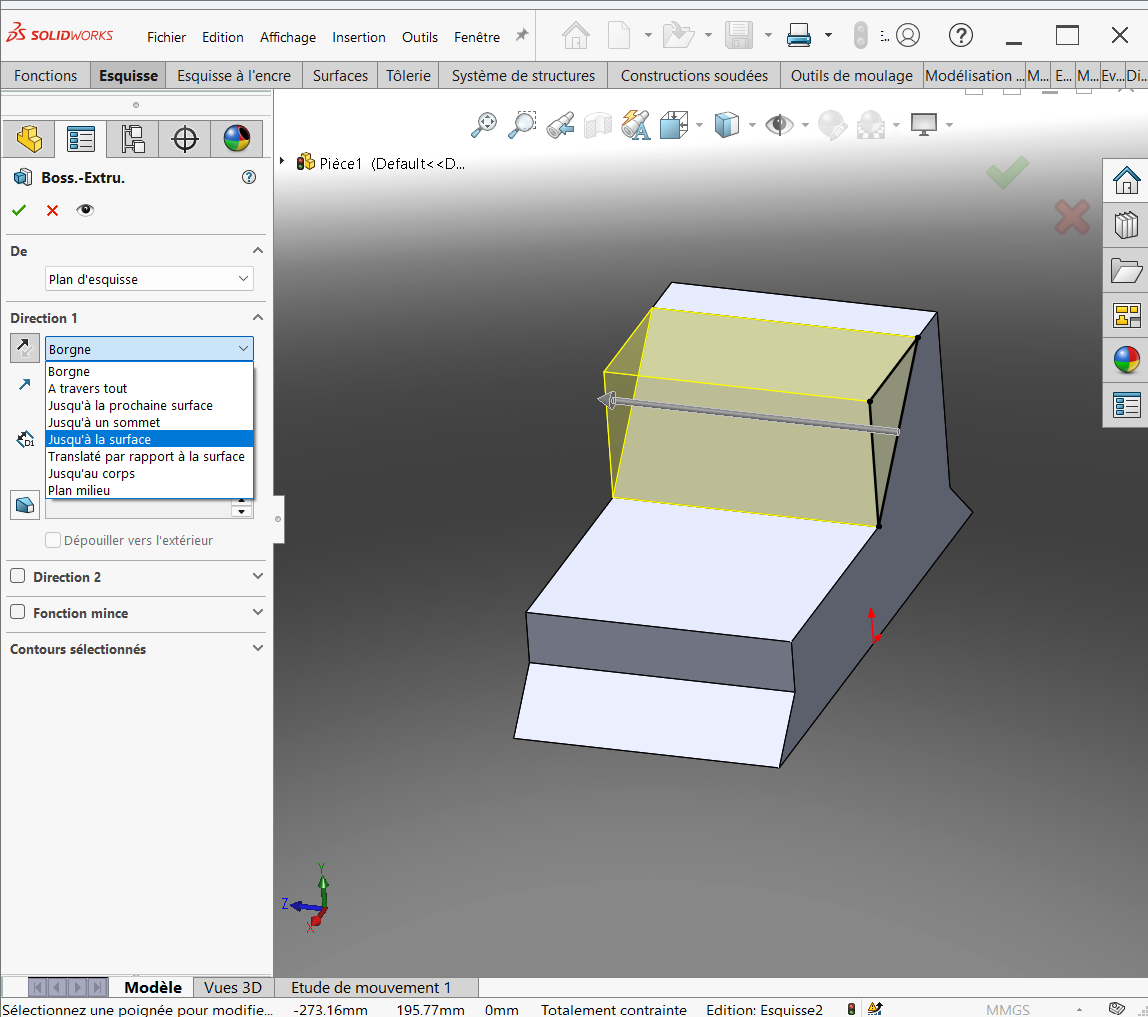 SOLIDWORKS
Fichier Edition Affichage Insertion Outils Fenêtre
Fonctions Esquisse Esquisse à l'encre Surfaces Tôlerie Système de structures Constructions soudées Outils de moulage Modélisation ... M... E... M... Ev... Di...
Pièce1 (Default<<D...
Boss.-Extru.
De
Plan d'esquisse
Direction 1
Borgne
Borgne
A travers tout
Jusqu'à la prochaine surface
Jusqu'à un sommet
Jusqu'à la surface
Translaté par rapport à la surface
Jusqu'au corps
Plan milieu
D1
Dépouiller vers l'extérieur
Direction 2
Fonction mince
Contours sélectionnés
Y
Z
X
Modèle Vues 3D Etude de mouvement 1
Sélectionnez une poignée pour modifie... -273.16mm 195.77mm 0mm Totalement contrainte Edition: Esquisse2 MMGS